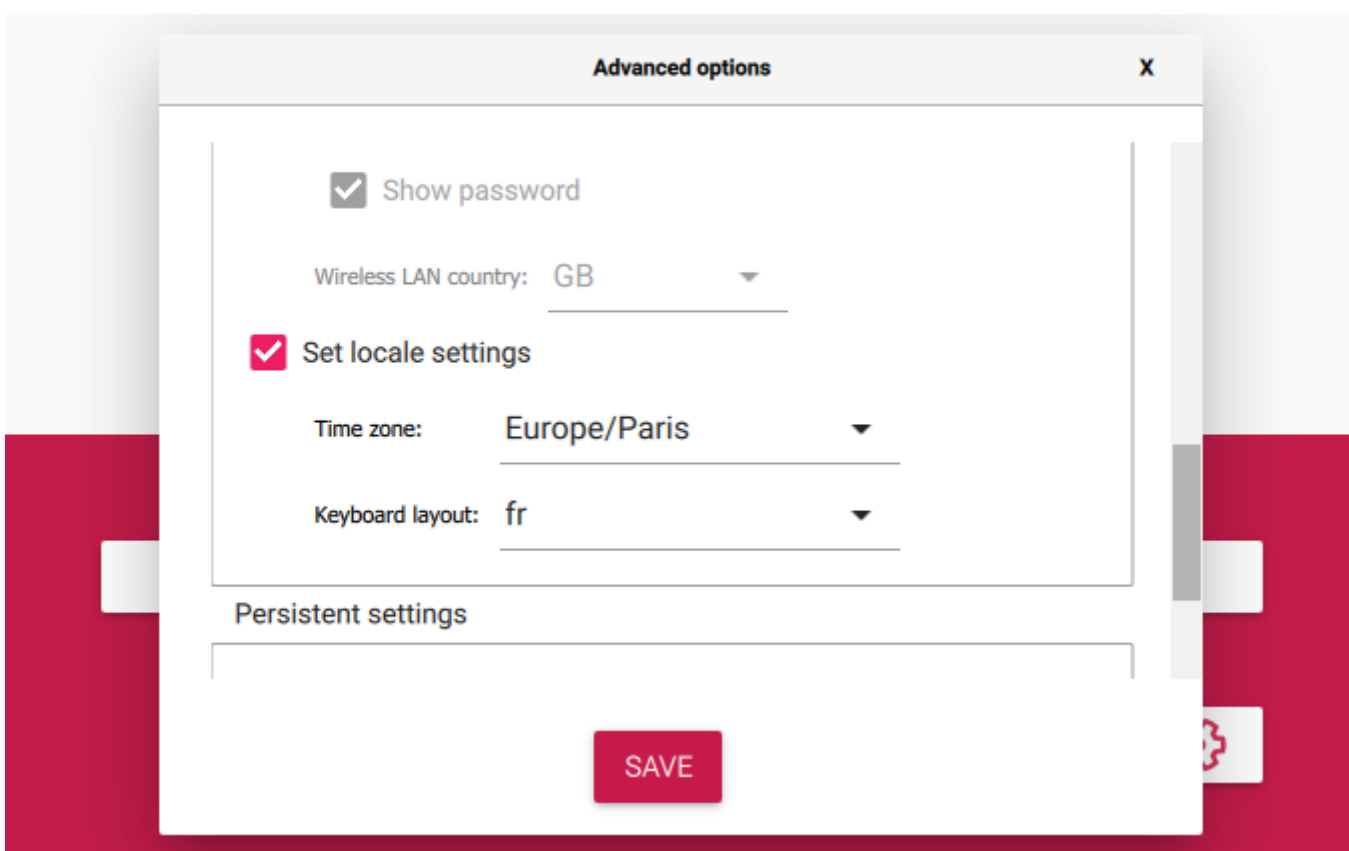 Advanced options X
Show password
Wireless LAN country: GB
Set locale settings
Time zone: Europe/Paris
Keyboard layout: fr
Persistent settings
SAVE